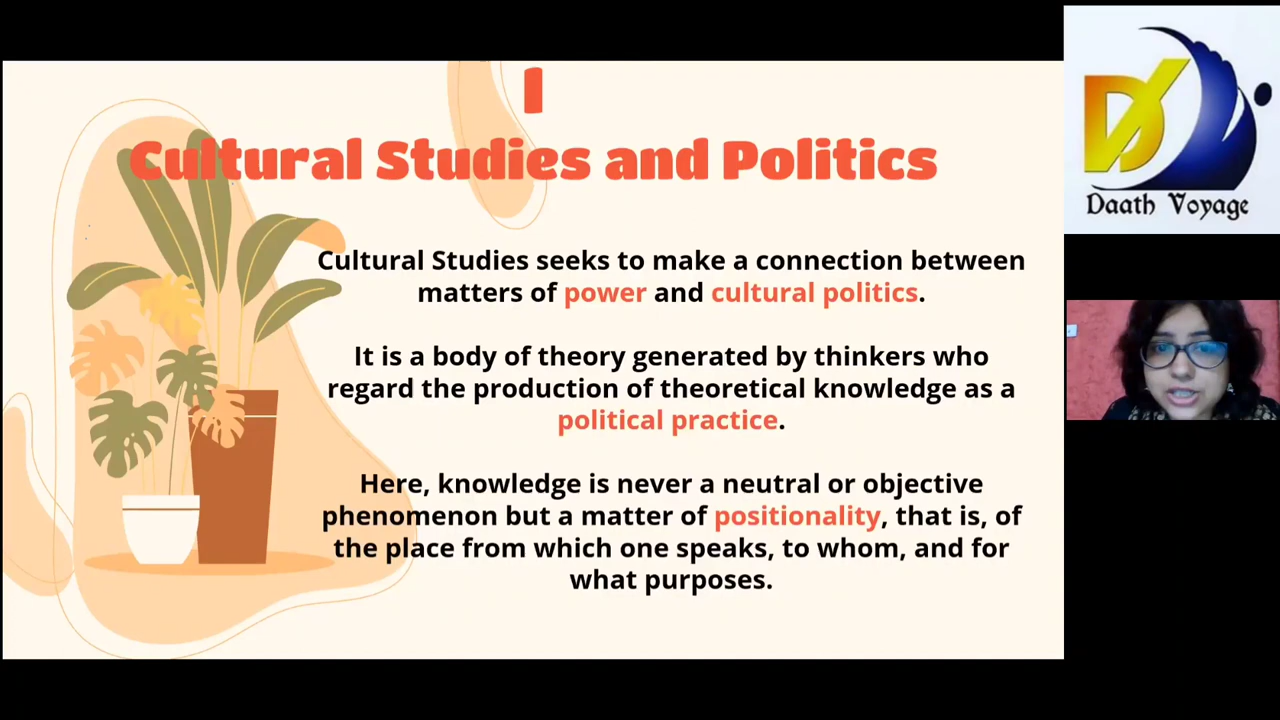 I
Cultural Studies and Politics
Cultural Studies seeks to make a connection between
matters of power and cultural politics.
It is a body of theory generated by thinkers who
regard the production of theoretical knowledge as a
political practice.
Here, knowledge is never a neutral or objective
phenomenon but a matter of positionality, that is, of
the place from which one speaks, to whom, and for
what purposes.
DV
Daath Voyage